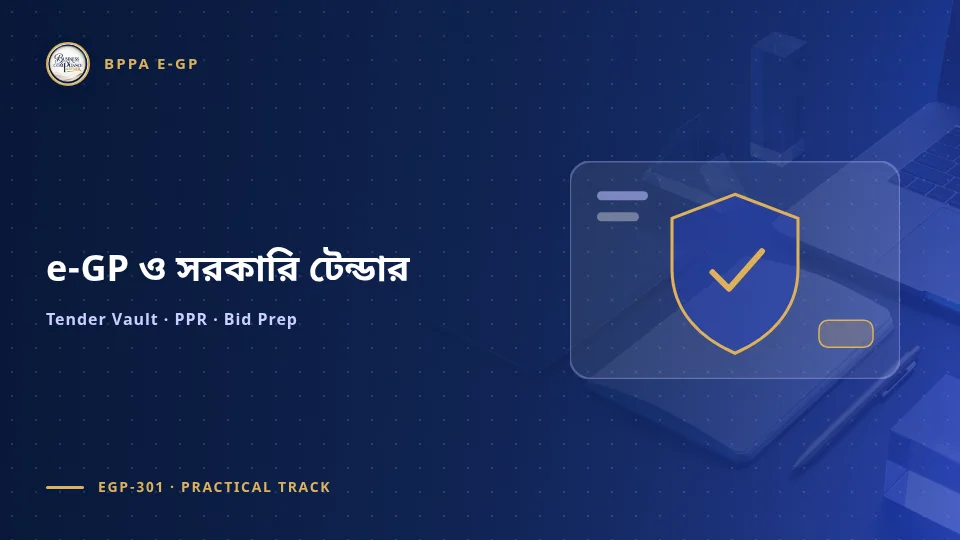 BPPA E-GP
e-GP ও সরকারি টেন্ডার
Tender Vault · PPR · Bid Prep
EGP-301 · PRACTICAL TRACK